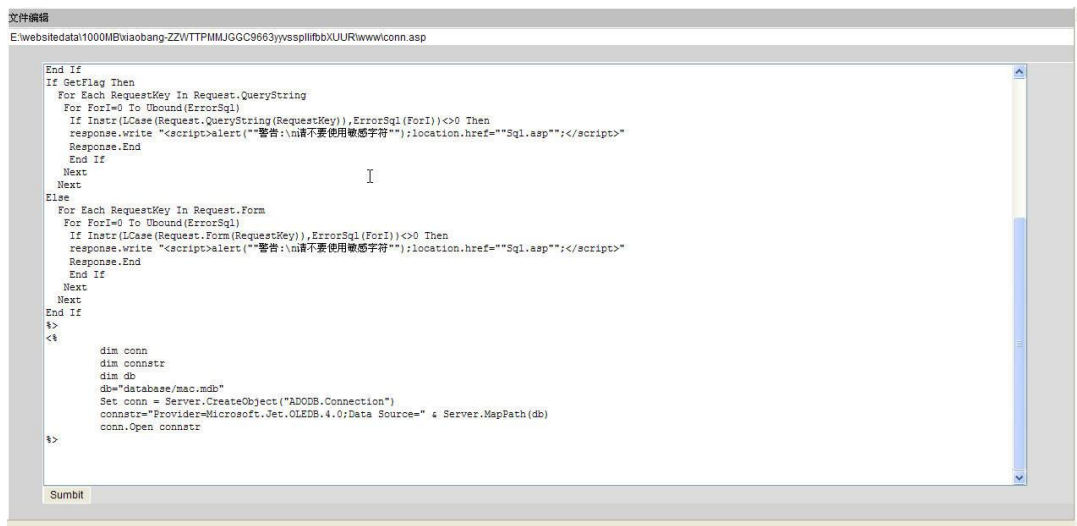 文件编辑
E:\websitedata\1000MB\xiaobang-ZZWTTPMMJGGC9663yyvsspllifbbXUUR\www\conn.asp
End If
If GetFlag Then
For Each RequestKey In Request.QueryString
For ForI=0 To Ubound(ErrorSql)
If Instr(LCase(Request.QueryString(RequestKey)),ErrorSql(ForI))<>0 Then
response.write "<script>alert(""警告:\n请不要使用敏感字符"");location.href=""Sql.asp"";</script>"
Response.End
End If
Next
Next
Else
For Each RequestKey In Request.Form
For ForI=0 To Ubound(ErrorSql)
If Instr(LCase(Request.Form(RequestKey)),ErrorSql(ForI))<>0 Then
response.write "<script>alert(""警告:\n请不要使用敏感字符"");location.href=""Sql.asp"";</script>"
Response.End
End If
Next
Next
End If
%>
<%
dim conn
dim connstr
dim db
db="database/mac.mdb"
Set conn = Server.CreateObject("ADODB.Connection")
connstr="Provider=Microsoft.Jet.OLEDB.4.0;Data Source=" & Server.MapPath(db)
conn.Open connstr
%>
Sumbit